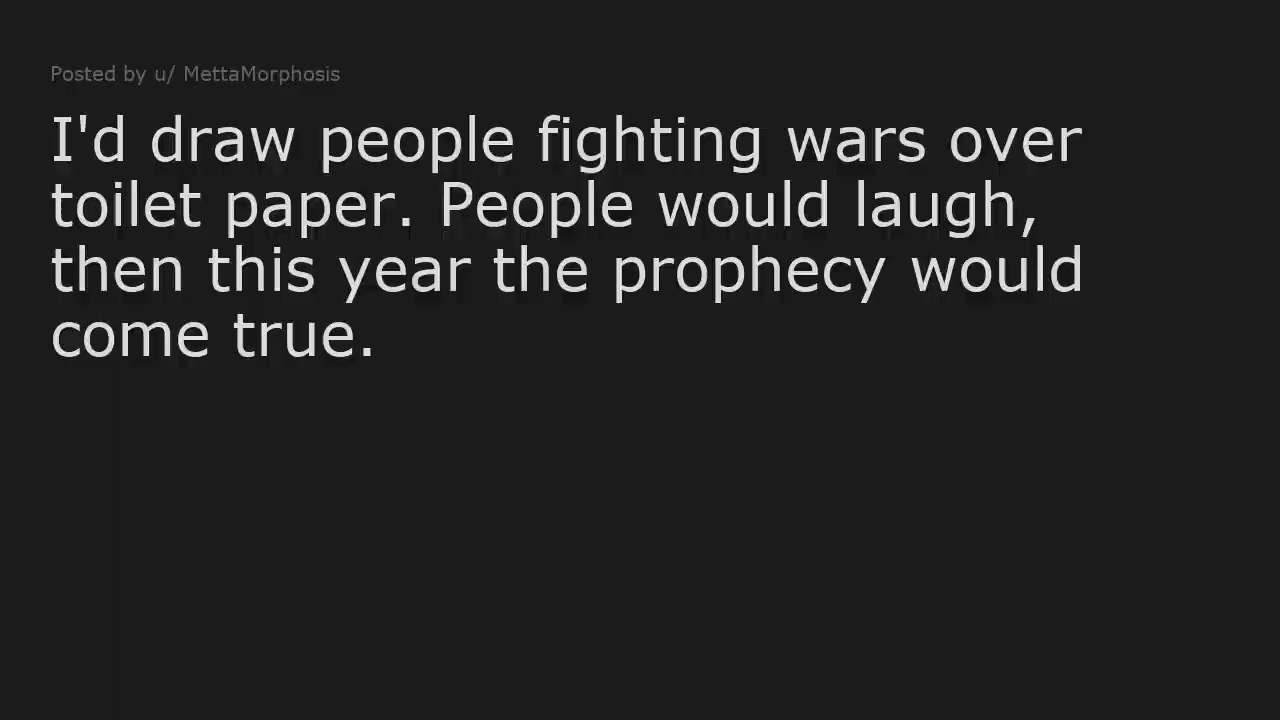 Posted by u/ MettaMorphosis
I'd draw people fighting wars over
toilet paper. People would laugh,
then this year the prophecy would
come true.